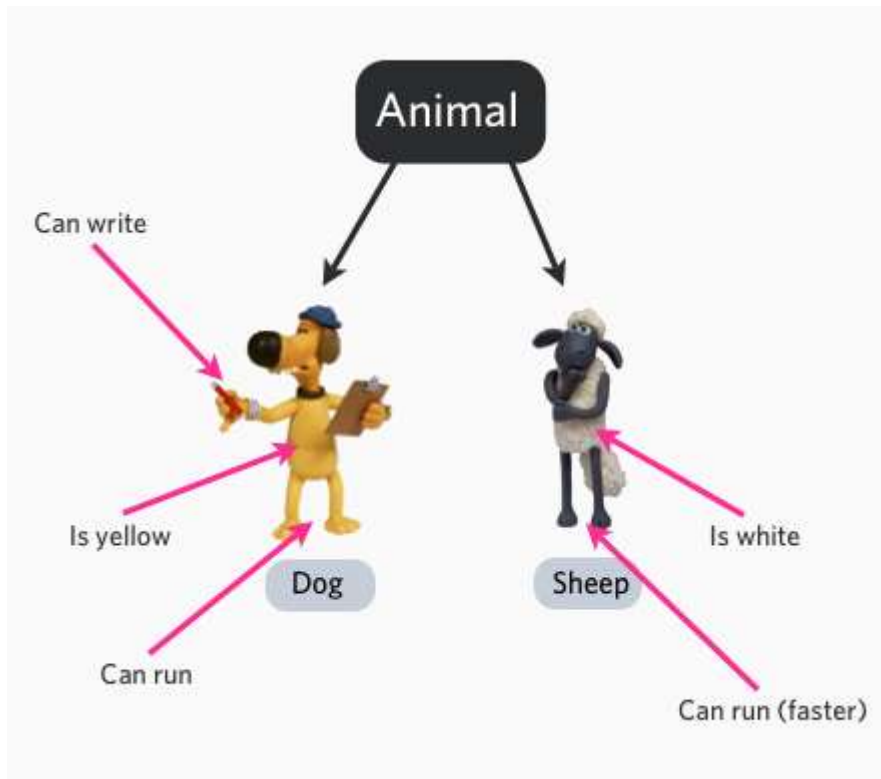 Animal
Can write
Is yellow
Is white
Dog
Sheep
Can run
Can run (faster)